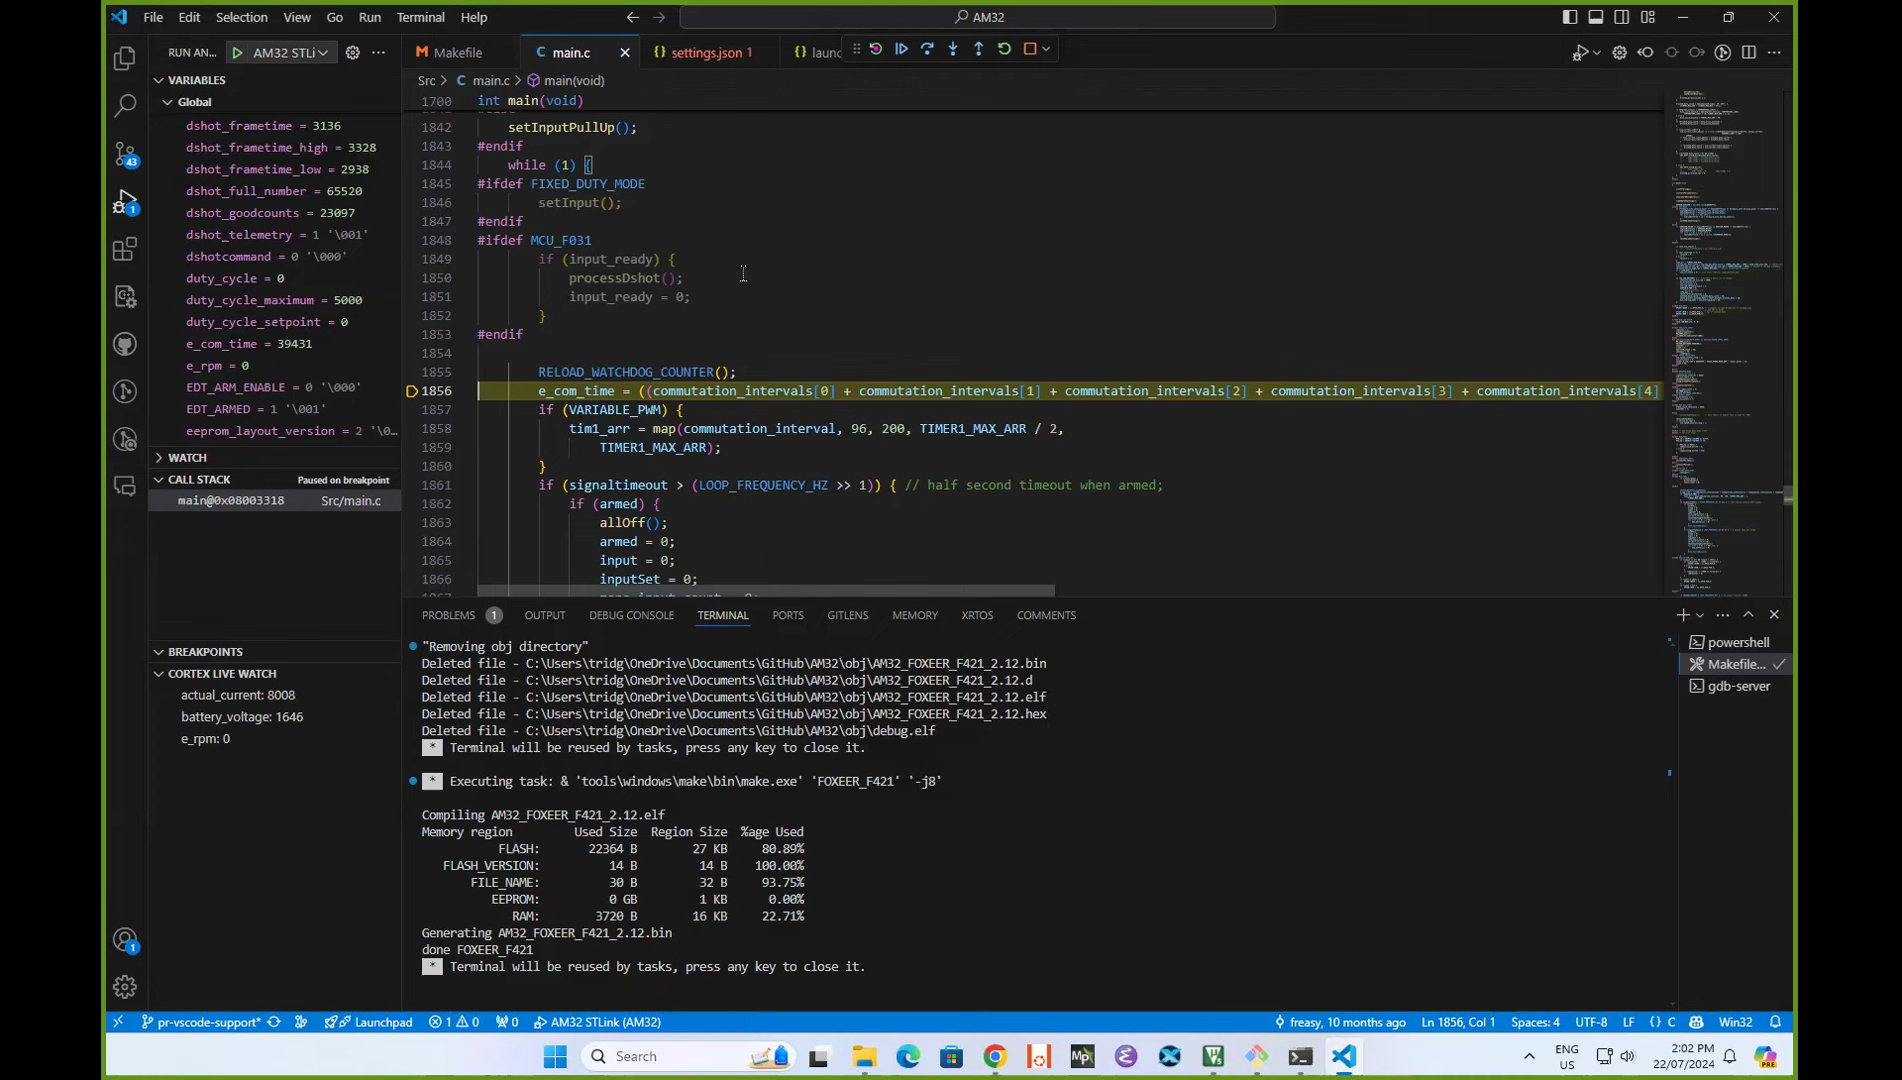 File Edit Selection View Go Run Terminal Help
AM32
RUN AN... AM32 STLi
Makefile
main.c
settings.json 1
laun
Src > main.c > main(void)
VARIABLES
Global
dshot_frametime = 3136
dshot_frametime_high = 3328
dshot_frametime_low = 2938
dshot_full_number = 65520
dshot_goodcounts = 23097
dshot_telemetry = 1 '\001'
dshotcommand = 0 '\000'
duty_cycle = 0
duty_cycle_maximum = 5000
duty_cycle_setpoint = 0
e_com_time = 39431
e_rpm = 0
EDT_ARM_ENABLE = 0 '\000'
EDT_ARMED = 1 '\001'
eeprom_layout_version = 2 '\0...
WATCH
CALL STACK Paused on breakpoint
main@0x08003318 Src/main.c
BREAKPOINTS
CORTEX LIVE WATCH
actual_current: 8008
battery_voltage: 1646
e_rpm: 0
43
1
1
1700 int main(void)
1842 setInputPullUp();
1843 #endif
1844 while (1) {
1845 #ifdef FIXED_DUTY_MODE
1846 setInput();
1847 #endif
1848 #ifdef MCU_F031
1849 if (input_ready) {
1850 processDshot();
1851 input_ready = 0;
1852 }
1853 #endif
1854
1855 RELOAD_WATCHDOG_COUNTER();
1856 e_com_time = ((commutation_intervals[0] + commutation_intervals[1] + commutation_intervals[2] + commutation_intervals[3] + commutation_intervals[4]
1857 if (VARIABLE_PWM) {
1858 tim1_arr = map(commutation_interval, 96, 200, TIMER1_MAX_ARR / 2,
1859 TIMER1_MAX_ARR);
1860 }
1861 if (signaltimeout > (LOOP_FREQUENCY_HZ >> 1)) { // half second timeout when armed;
1862 if (armed) {
1863 allOff();
1864 armed = 0;
1865 input = 0;
1866 inputSet = 0;
PROBLEMS 1 OUTPUT DEBUG CONSOLE TERMINAL PORTS GITLENS MEMORY XRTOS COMMENTS
"Removing obj directory"
Deleted file - C:\Users\tridg\OneDrive\Documents\GitHub\AM32\obj\AM32_FOXEER_F421_2.12.bin
Deleted file - C:\Users\tridg\OneDrive\Documents\GitHub\AM32\obj\AM32_FOXEER_F421_2.12.d
Deleted file - C:\Users\tridg\OneDrive\Documents\GitHub\AM32\obj\AM32_FOXEER_F421_2.12.elf
Deleted file - C:\Users\tridg\OneDrive\Documents\GitHub\AM32\obj\AM32_FOXEER_F421_2.12.hex
Deleted file - C:\Users\tridg\OneDrive\Documents\GitHub\AM32\obj\debug.elf
* Terminal will be reused by tasks, press any key to close it.
* Executing task: & 'tools\windows\make\bin\make.exe' 'FOXEER_F421' '-j8'
Compiling AM32_FOXEER_F421_2.12.elf
Memory region Used Size Region Size %age Used
FLASH: 22364 B 27 KB 80.89%
FLASH_VERSION: 14 B 14 B 100.00%
FILE_NAME: 30 B 32 B 93.75%
EEPROM: 0 GB 1 KB 0.00%
RAM: 3720 B 16 KB 22.71%
Generating AM32_FOXEER_F421_2.12.bin
done FOXEER_F421
* Terminal will be reused by tasks, press any key to close it.
powershell
Makefile...
gdb-server
pr-vscode-support* Launchpad 1 0 0 AM32 STLink (AM32) freasy, 10 months ago Ln 1856, Col 1 Spaces: 4 UTF-8 LF {} C Win32
Search
Mp
ENG
US
2:02 PM
22/07/2024
PRE